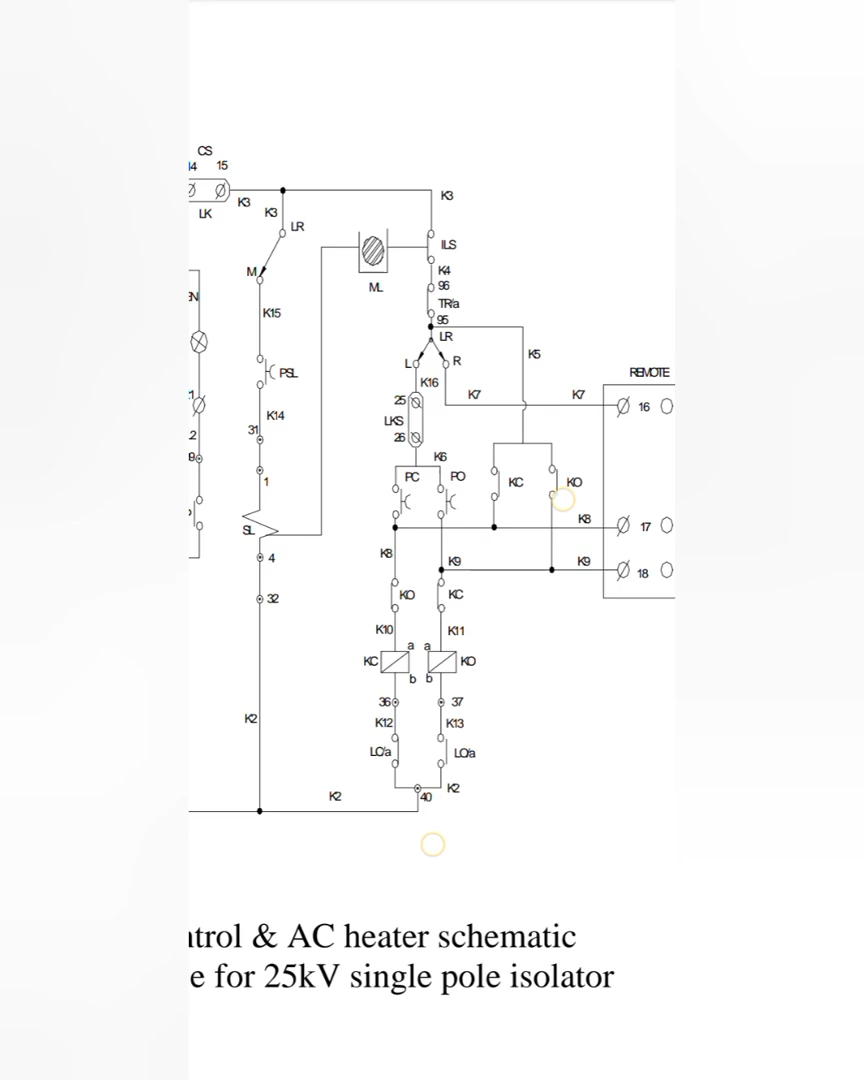 CS
15
K3
K3
K3
LK
LR
ILS
M
K4
96
ML
TR/a
K15
95
LR
K5
L
R
PSL
REMOTE
K16
K7
K7
25
16
K14
LKS
31
26
K6
PC
PO
1
KC
KO
K8
SL
17
K8
K9
K9
4
18
KO
KC
32
K10
K11
a
a
KC
KO
b
b
36
37
K2
K12
K13
LO/a
LO/a
K2
K2
40
ntrol & AC heater schematic
e for 25kV single pole isolator